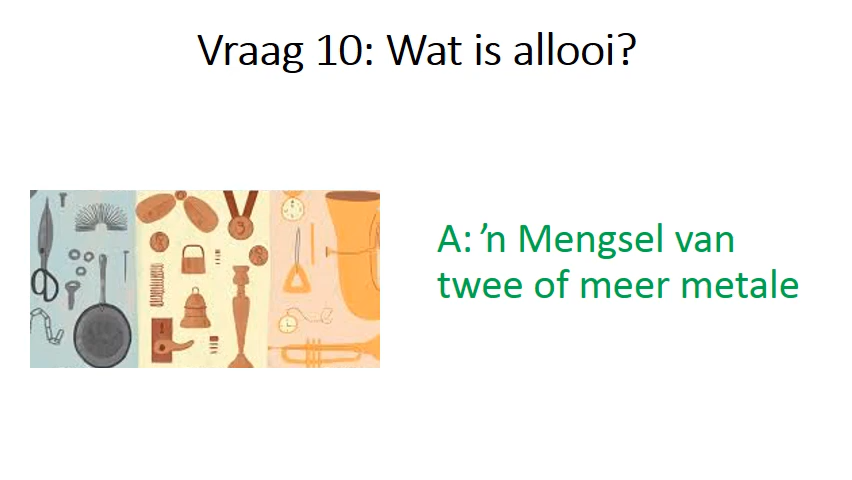 Vraag 10: Wat is allooi?
A: ’n Mengsel van
twee of meer metale